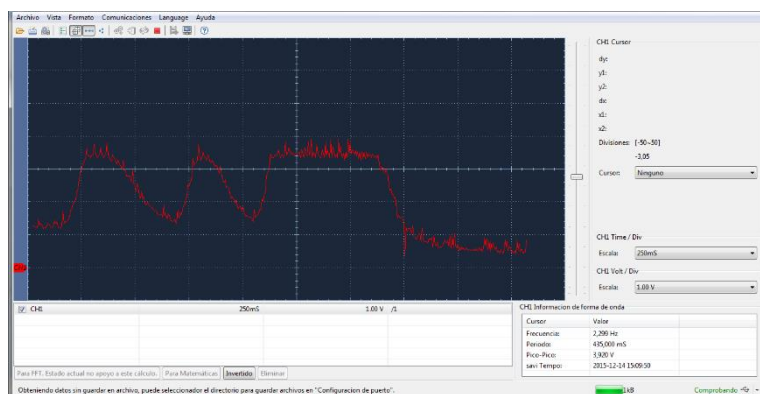 Archivo Vista Formato Comunicaciones Language Ayuda
CH1 Cursor
dy:
y1:
y2:
dx:
x1:
x2:
Divisiones: [-50~50]
-3,05
Cursor: Ninguno
CH1 Time / Div
Escala: 250mS
CH1 Volt / Div
Escala: 1.00 V
CH1
CH1 250mS 1.00 V /1
CH1 Informacion de forma de onda
Cursor Valor
Frecuencia: 2,299 Hz
Periodo: 435,000 mS
Pico-Pico: 3,920 V
savi Tempo: 2015-12-14 15:09:50
Para FFT. Estado actual no apoyo a este calculo. Para Matemáticas Invertido Eliminar
Obteniendo datos sin guardar en archivo, puede seleccionador el directorio para guardar archivos en "Configuracion de puerto". 1kB Comprobando